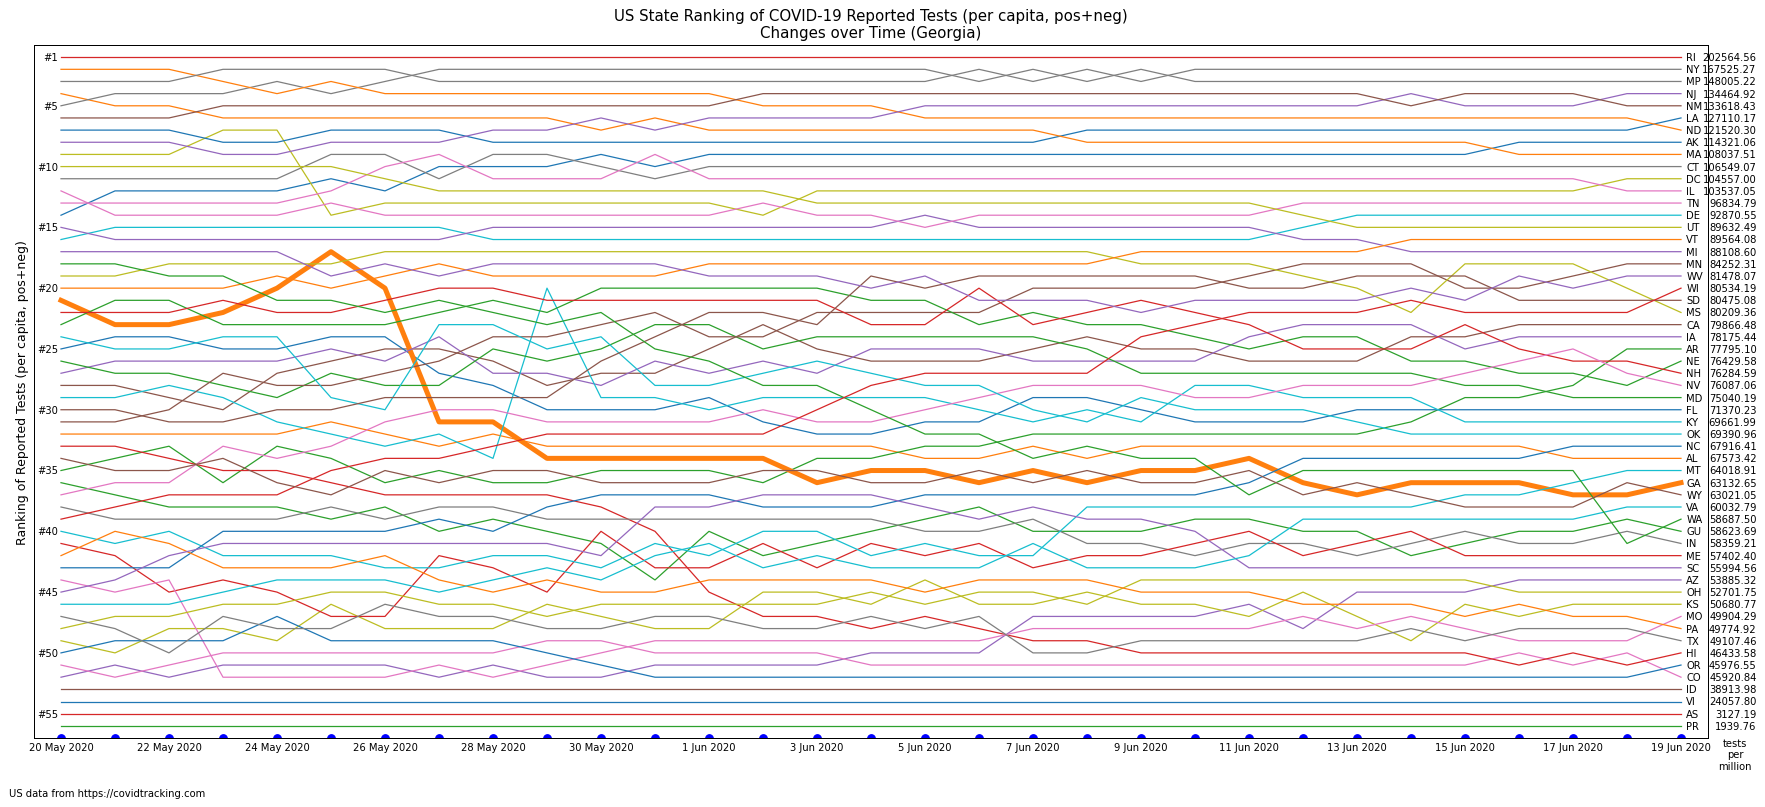 US State Ranking of COVID-19 Reported Tests (per capita, pos+neg)
Changes over Time (Georgia)
Ranking of Reported Tests (per capita, pos+neg)
#1
#5
#10
#15
#20
#25
#30
#35
#40
#45
#50
#55
RI 202564.56
NY 167525.27
MP 148005.22
NJ 134464.92
NM 133618.43
LA 127110.17
ND 121520.30
AK 114321.06
MA 108037.51
CT 106549.07
DC 104557.00
IL 103537.05
TN 96834.79
DE 92870.55
UT 89632.49
VT 89564.08
MI 88108.60
MN 84252.31
WV 81478.07
WI 80534.19
SD 80475.08
MS 80209.36
CA 79866.48
IA 78175.44
AR 77795.10
NE 76429.58
NH 76284.59
NV 76087.06
MD 75040.19
FL 71370.23
KY 69661.99
OK 69390.96
NC 67916.41
AL 67573.42
MT 64018.91
GA 63132.65
WY 63021.05
VA 60032.79
WA 58687.50
GU 58623.69
IN 58359.21
ME 57402.40
SC 55994.56
AZ 53885.32
OH 52701.75
KS 50680.77
MO 49904.29
PA 49774.92
TX 49107.46
HI 46433.58
OR 45976.55
CO 45920.84
ID 38913.98
VI 24057.80
AS 3127.19
PR 1939.76
20 May 2020 22 May 2020 24 May 2020 26 May 2020 28 May 2020 30 May 2020 1 Jun 2020 3 Jun 2020 5 Jun 2020 7 Jun 2020 9 Jun 2020 11 Jun 2020 13 Jun 2020 15 Jun 2020 17 Jun 2020 19 Jun 2020
tests
per
million
US data from https://covidtracking.com